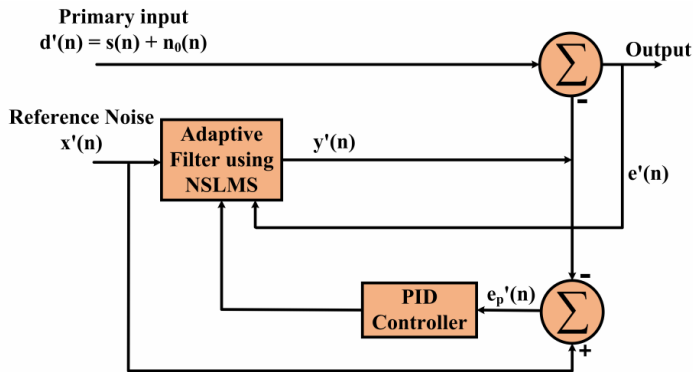 Primary input
d'(n) = s(n) + n₀(n)
Output
Σ
-
Reference Noise
x'(n)
Adaptive
Filter using
NSLMS
y'(n)
e'(n)
-
PID
Controller
eₚ'(n)
Σ
+